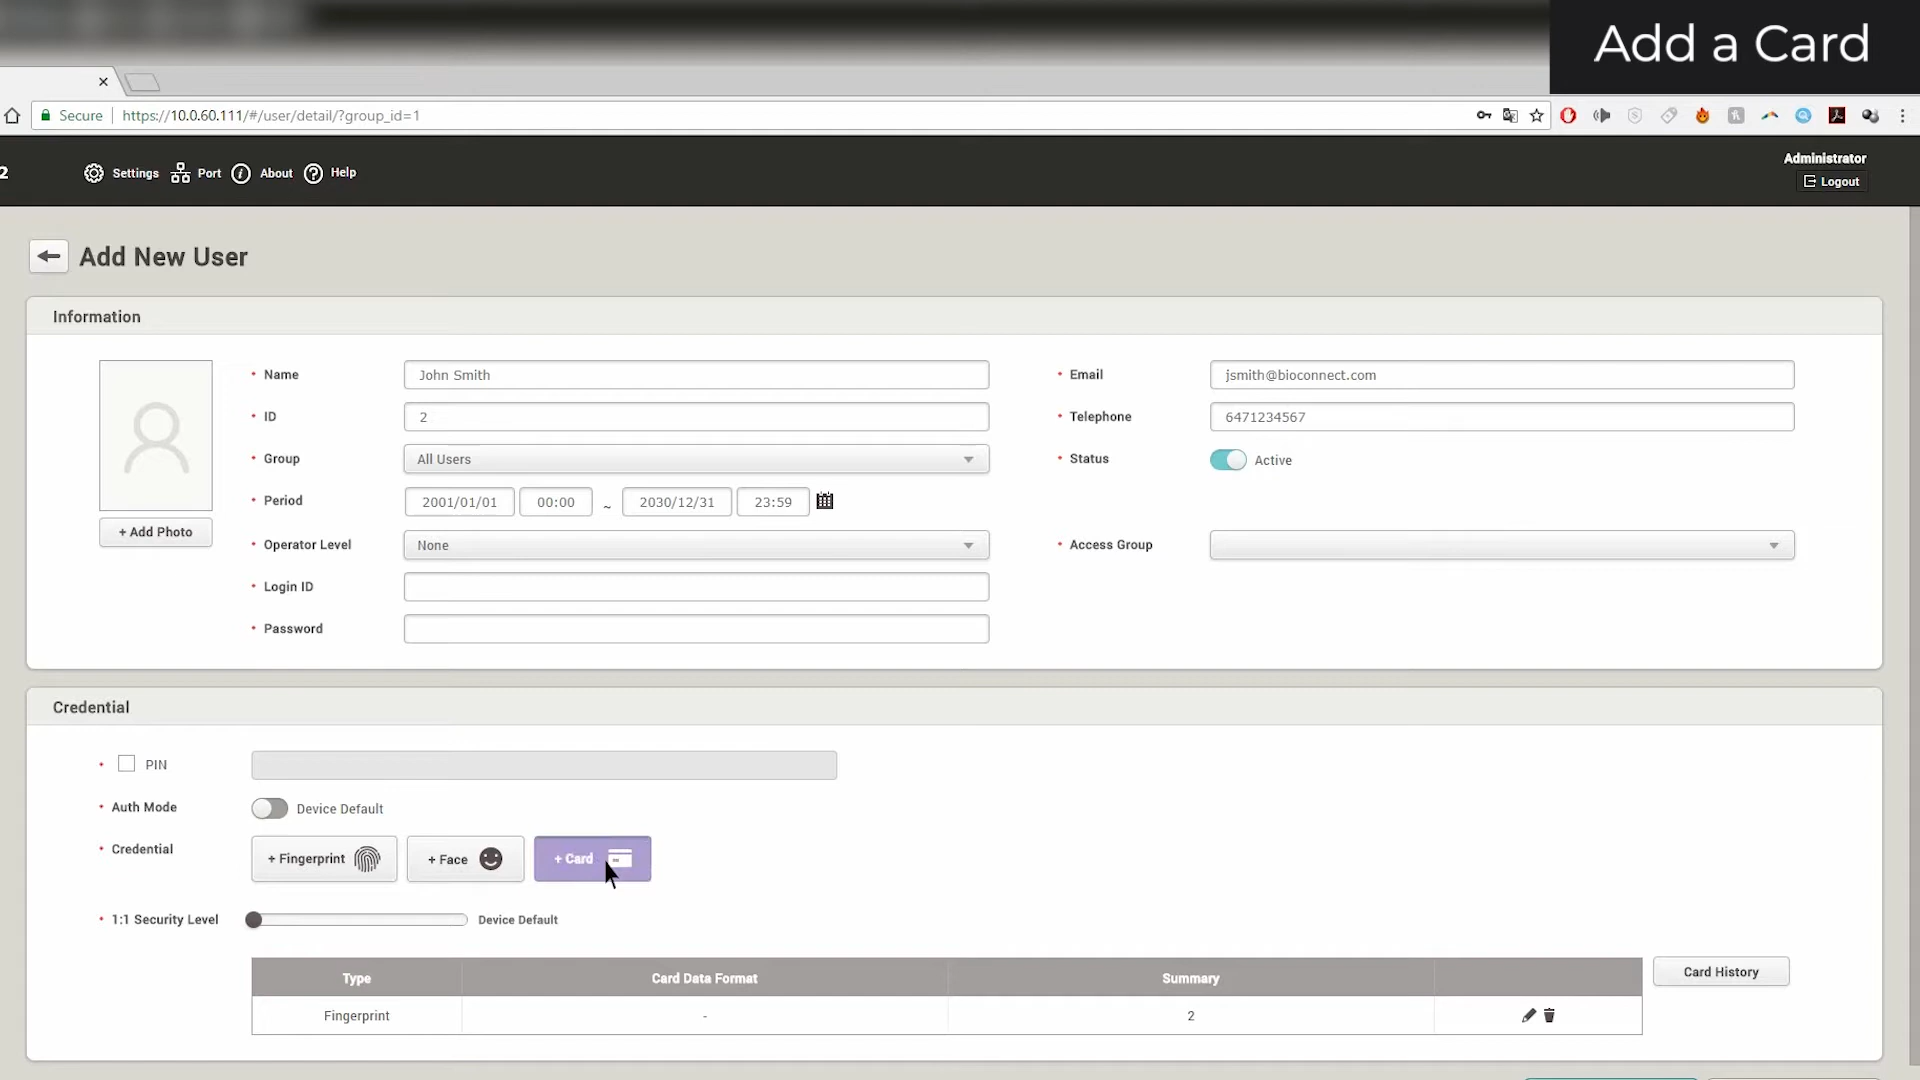 Add a Card
Secure https://10.0.60.111/#/user/detail/?group_id=1
2 Settings Port About Help
Administrator
Logout
Add New User
Information
Name John Smith
Email jsmith@bioconnect.com
ID 2
Telephone 6471234567
Group All Users
Status Active
Period 2001/01/01 00:00 ~ 2030/12/31 23:59
+ Add Photo
Operator Level None
Access Group
Login ID
Password
Credential
PIN
Auth Mode Device Default
Credential + Fingerprint + Face + Card
1:1 Security Level Device Default
Type Card Data Format Summary
Card History
Fingerprint - 2